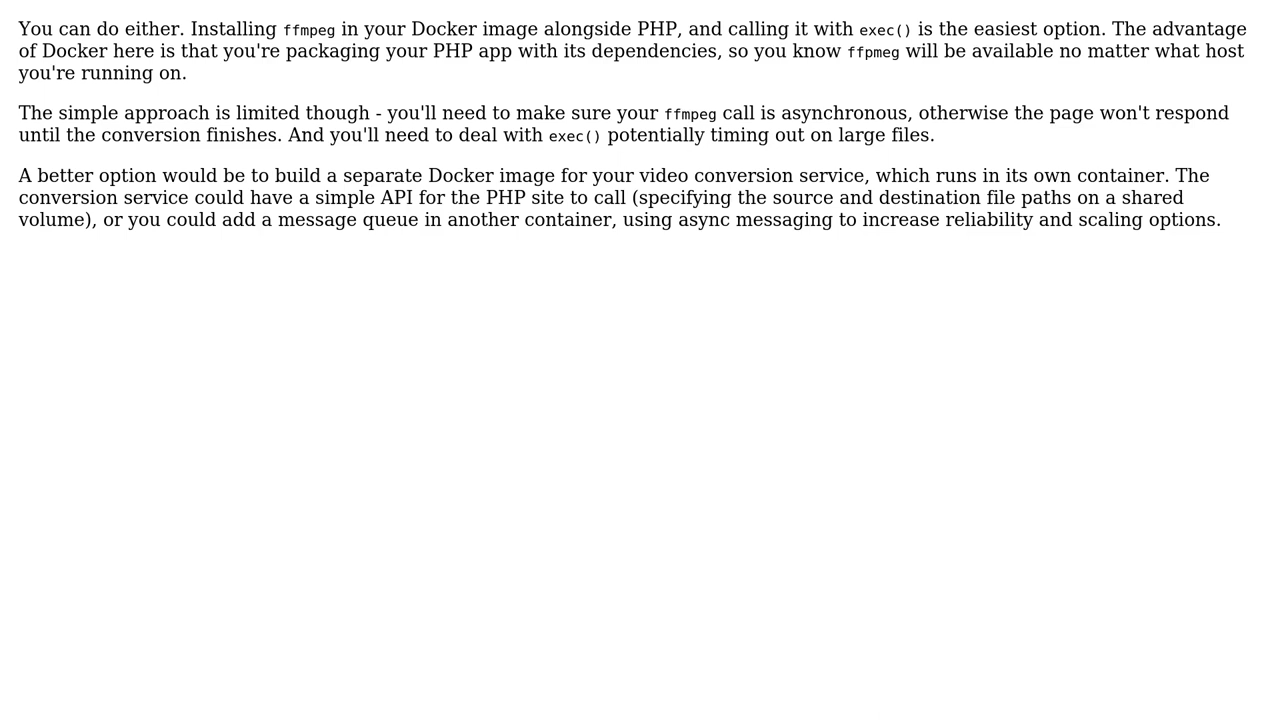 You can do either. Installing ffmpeg in your Docker image alongside PHP, and calling it with exec() is the easiest option. The advantage
of Docker here is that you're packaging your PHP app with its dependencies, so you know ffpmeg will be available no matter what host
you're running on.
The simple approach is limited though - you'll need to make sure your ffmpeg call is asynchronous, otherwise the page won't respond
until the conversion finishes. And you'll need to deal with exec() potentially timing out on large files.
A better option would be to build a separate Docker image for your video conversion service, which runs in its own container. The
conversion service could have a simple API for the PHP site to call (specifying the source and destination file paths on a shared
volume), or you could add a message queue in another container, using async messaging to increase reliability and scaling options.